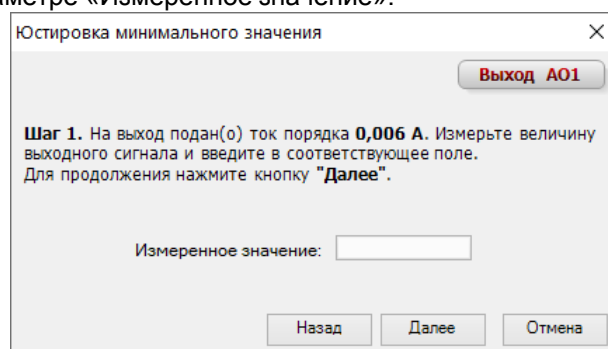 «Измеренное значение».
Юстировка минимального значения
Выход АО1
Шаг 1. На выход подан(о) ток порядка 0,006 А. Измерьте величину
выходного сигнала и введите в соответствующее поле.
Для продолжения нажмите кнопку "Далее".
Измеренное значение:
Назад Далее Отмена